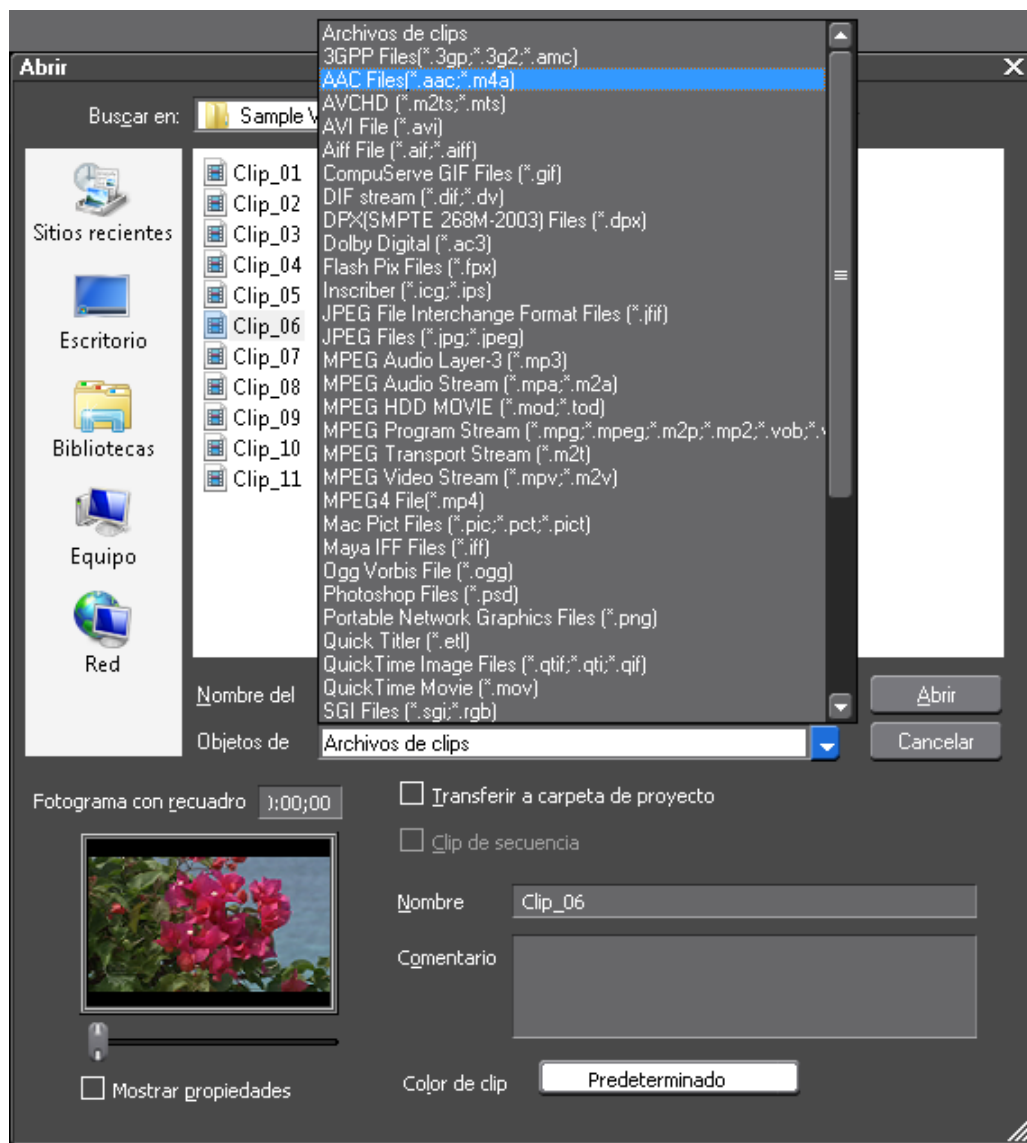 Abrir
Buscar en:
Sample V
Sitios recientes
Escritorio
Bibliotecas
Equipo
Red
Clip_01
Clip_02
Clip_03
Clip_04
Clip_05
Clip_06
Clip_07
Clip_08
Clip_09
Clip_10
Clip_11
Archivos de clips
3GPP Files(*.3gp;*.3g2;*.amc)
AAC Files(*.aac;*.m4a)
AVCHD (*.m2ts;*.mts)
AVI File (*.avi)
Aiff File (*.aif;*.aiff)
CompuServe GIF Files (*.gif)
DIF stream (*.dif;*.dv)
DPX(SMPTE 268M-2003) Files (*.dpx)
Dolby Digital (*.ac3)
Flash Pix Files (*.fpx)
Inscriber (*.icg;*.ips)
JPEG File Interchange Format Files (*.jfif)
JPEG Files (*.jpg;*.jpeg)
MPEG Audio Layer-3 (*.mp3)
MPEG Audio Stream (*.mpa;*.m2a)
MPEG HDD MOVIE (*.mod;*.tod)
MPEG Program Stream (*.mpg;*.mpeg;*.m2p;*.mp2;*.vob;*.
MPEG Transport Stream (*.m2t)
MPEG Video Stream (*.mpv;*.m2v)
MPEG4 File(*.mp4)
Mac Pict Files (*.pic;*.pct;*.pict)
Maya IFF Files (*.iff)
Ogg Vorbis File (*.ogg)
Photoshop Files (*.psd)
Portable Network Graphics Files (*.png)
Quick Titler (*.etl)
QuickTime Image Files (*.qtif;*.qti;*.qif)
QuickTime Movie (*.mov)
SGI Files (*.sgi;*.rgb)
Nombre del
Abrir
Objetos de
Archivos de clips
Cancelar
Fotograma con recuadro
):00;00
Transferir a carpeta de proyecto
Clip de secuencia
Nombre
Clip_06
Comentario
Mostrar propiedades
Color de clip
Predeterminado